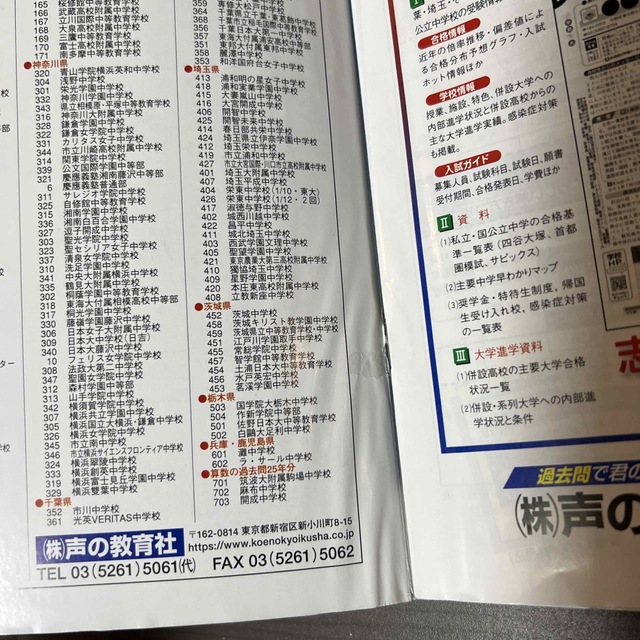 165 桜修館中等教育学校
166 武蔵高校附属中学校
167 立川国際中等教育学校
168 大泉高校附属中学校
169 三鷹中等教育学校
170 富士高校附属中学校
171 南多摩中等教育学校
●神奈川県
320 青山学院横浜英和中学校
304 浅野中学校
301 栄光学園中学校
332 神奈川学園中学校
343 県立相模原・平塚中等教育学校
316 神奈川大附属中学校
328 鎌倉学園中学校
322 鎌倉女学院中学校
331 カリタス女子中学校
344 市立川崎高校附属中学校
314 関東学院中学校
339 公文国際学園中等部
321 慶應義塾湘南藤沢中等部
6 慶應義塾普通部
311 サレジオ学院中学校
325 自修館中等教育学校
315 湘南学園中学校
336 湘南白百合学園中学校
327 逗子開成中学校
303 聖光学院中学校
323 聖セシリア女子中学校
337 清泉女学院中学校
310 洗足学園中学校
341 中央大附属横浜中学校
335 鶴見大附属中学校
302 桐蔭学園中等教育学校
318 東海大付属相模高校中等部
317 桐光学園中学校
330 藤嶺学園藤沢中学校
306 日本女子大附属中学校
309 日本大中学校(日吉)
340 日本大藤沢中学校
10 フェリス女学院中学校
308 法政大第二中学校
347 聖園女学院中学校
312 森村学園中等部
313 山手学院中学校
342 横須賀学院中学校
307 横浜共立学園中学校
305 横浜国立大横浜・鎌倉中学校
326 横浜女学院中学校
345 市立南中学校
346 市立横浜サイエンスフロンティア中学校
324 横浜翠陵中学校
333 横浜創英中学校
319 横浜富士見丘学園中学校
329 横浜雙葉中学校
●千葉県
352 市川中学校
361 光英VERITAS中学校
359 専修大松戸中学校
364 千葉県立千葉・東葛飾中学校
368 千葉市立
356 千葉日本大第一中学校
357 東海大付属浦安中学校
351 東邦大付属東邦中学校
358 麗澤中学校
353 和洋国府台女子中学校
●埼玉県
413 浦和明の星女子中学校
418 浦和実業学園中学校
415 大妻嵐山中学校
416 大宮開成中学校
406 開智中学校
425 開智未来中学校
414 春日部共栄中学校
424 埼玉県立伊奈学園中学校
412 埼玉栄中学校
419 市立浦和中学校
427 市立大宮国際・川口市立高校附属中学校
401 埼玉大附属中学校
407 埼玉平成中学校
404 栄東中学校(1/10・東大)
426 栄東中学校(1/12・2回)
417 淑徳与野中学校
402 城西川越中学校
422 昌平中学校
411 城北埼玉中学校
403 西武学園文理中学校
405 聖望学園中学校
421 東京農業大第三高校附属中学校
410 獨協埼玉中学校
409 星野学園中学校
420 本庄東高校附属中学校
408 立教新座中学校
●茨城県
452 茨城中学校
458 茨城キリスト教学園中学校
459 茨城県立中等教育学校・中学校
451 江戸川学園取手中学校
455 常総学院中学校
457 智学館中等教育学校
454 土浦日本大中等教育学校
456 水戸英宏中学校
453 茗溪学園中学校
●栃木県
503 国学院大栃木中学校
504 作新学院中等部
501 佐野日本大中等教育学校
502 白鷗大足利中学校
●兵庫・鹿児島県
601 灘中学校
602 ラ・サール中学校
●算数の過去問25年分
701 筑波大附属駒場中学校
702 麻布中学校
703 開成中学校
㈱声の教育社
〒162-0814 東京都新宿区新小川町8-15
https://www.koenokyoikusha.co.jp
TEL 03(5261)5061(代) FAX 03(5261)5062
葉・埼玉・
公立中学校の受験情報
合格情報
近年の倍率推移・偏差値によ
る合格分布予想グラフ・入試
ホット情報ほか
学校情報
授業、施設、特色、併設大学への
内部進学状況と併設高校からの
主な大学進学実績。感染症対策
も掲載。
入試ガイド
募集人員、試験科目、試験日、願書
受付期間、合格発表日、学費ほか
Ⅱ 資 料
(1)私立・国公立中学の合格基
準一覧表(四谷大塚、首都
圏模試、サピックス)
(2)主要中学早わかりマップ
(3)奨学金・特待生制度、帰国
生受け入れ校、感染症対策
の一覧表
Ⅲ 大学進学資料
(1)併設高校の主要大学合格
状況一覧
(2)併設・系列大学への内部進
学状況と条件
志
過去問で君の
㈱声の